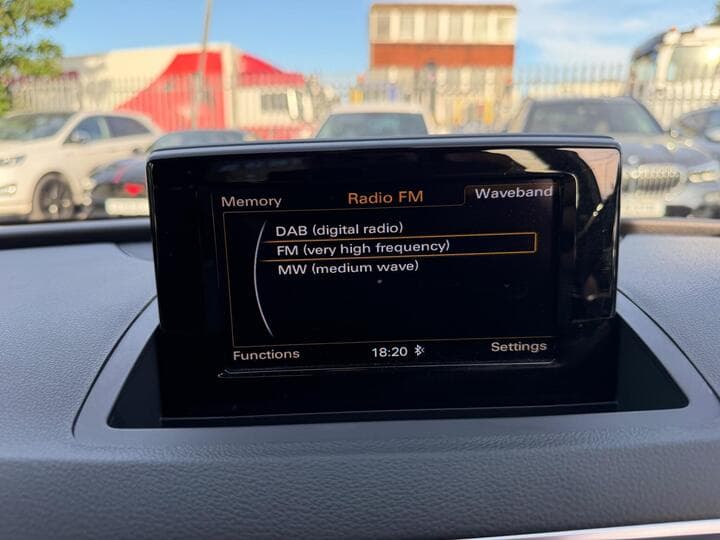 Memory Radio FM Waveband
DAB (digital radio)
FM (very high frequency)
MW (medium wave)
Functions 18:20 Settings